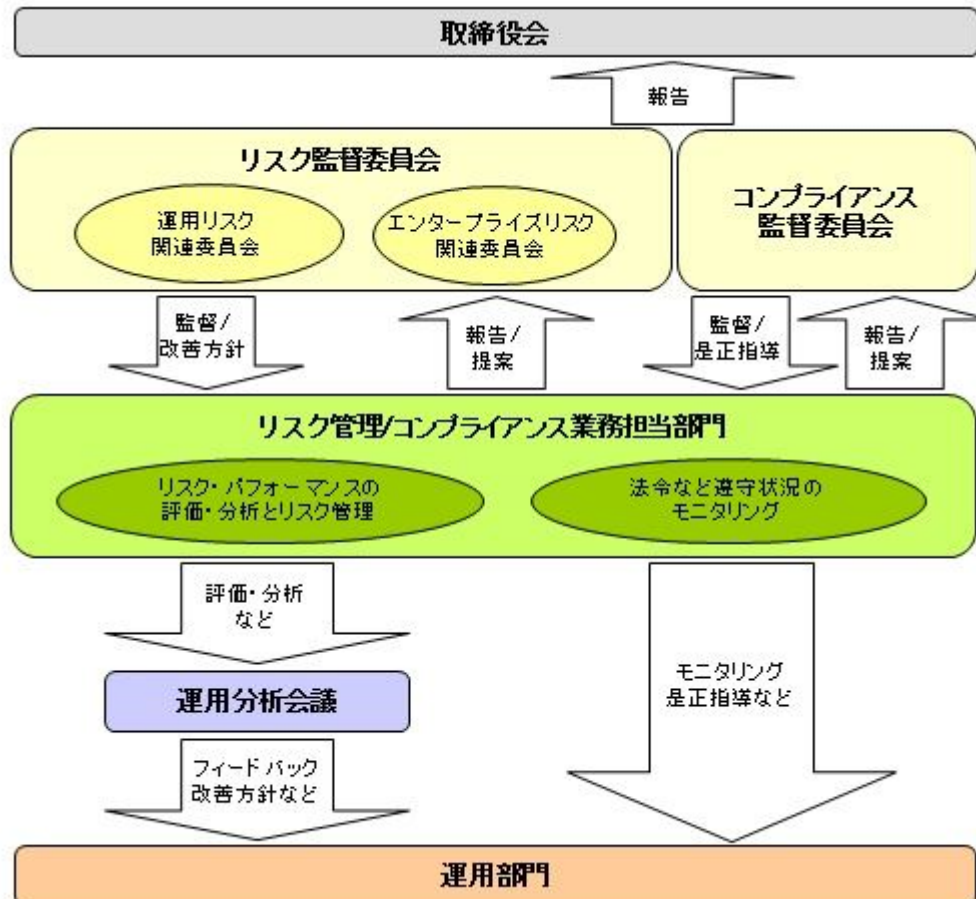 取締役会
報告
リスク監督委員会
運用リスク
関連委員会
エンタープライズリスク
関連委員会
コンプライアンス
監督委員会
監督/
改善方針
報告/
提案
監督/
是正指導
報告/
提案
リスク管理/コンプライアンス業務担当部門
リスク・パフォーマンスの
評価・分析とリスク管理
法令など遵守状況の
モニタリング
評価・分析
など
運用分析会議
モニタリング
是正指導など
フィードバック
改善方針など
運用部門